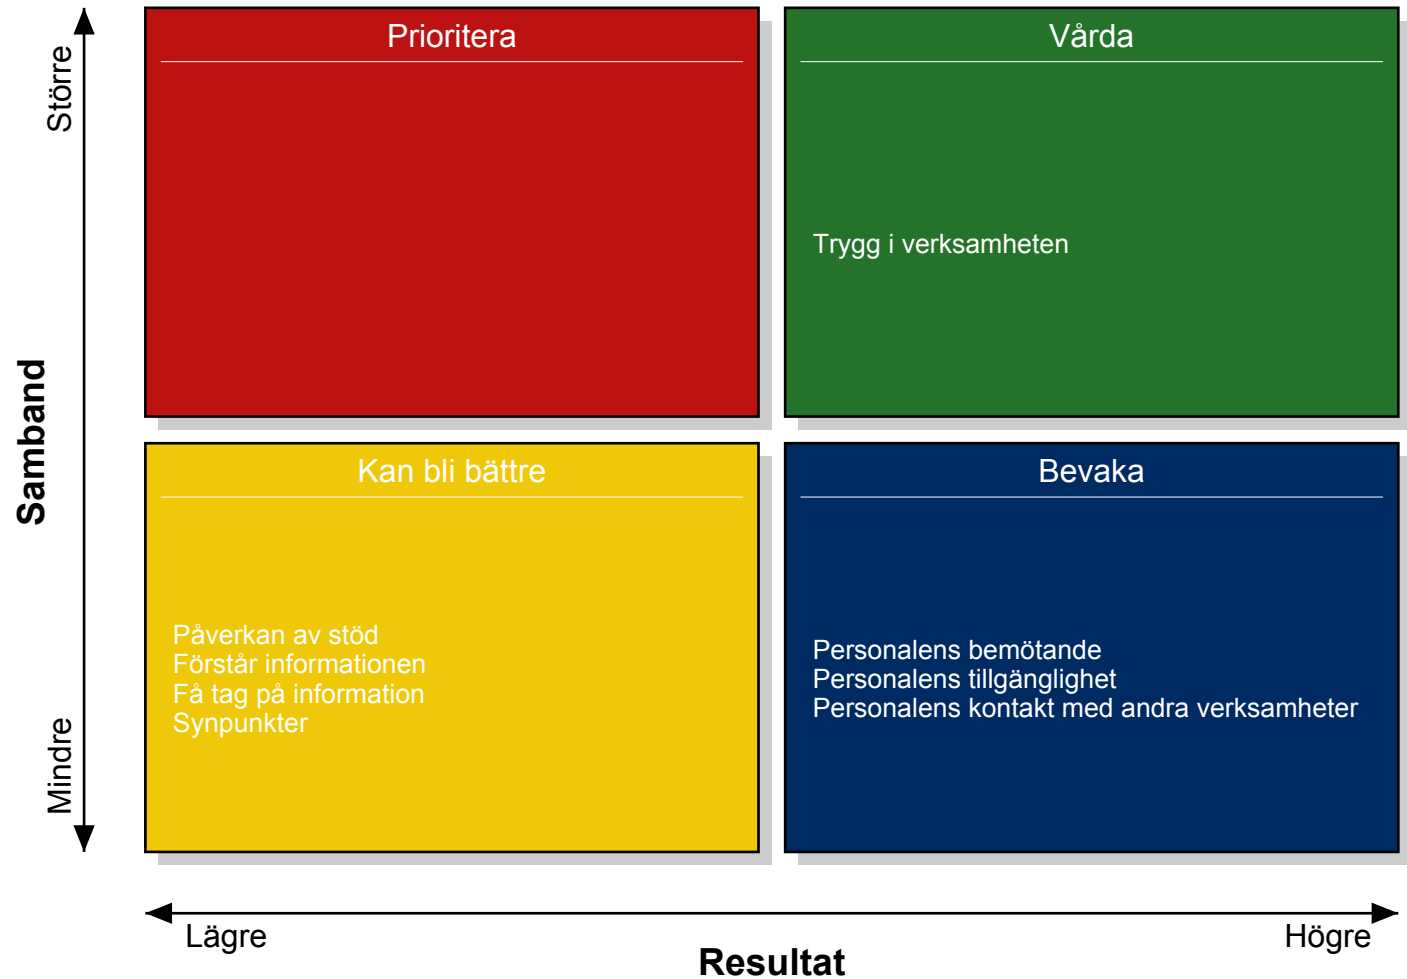 Större
Samband
Mindre
Prioritera
Vårda
Trygg i verksamheten
Kan bli bättre
Påverkan av stöd
Förstår informationen
Få tag på information
Synpunkter
Bevaka
Personalens bemötande
Personalens tillgänglighet
Personalens kontakt med andra verksamheter
Lägre
Högre
Resultat